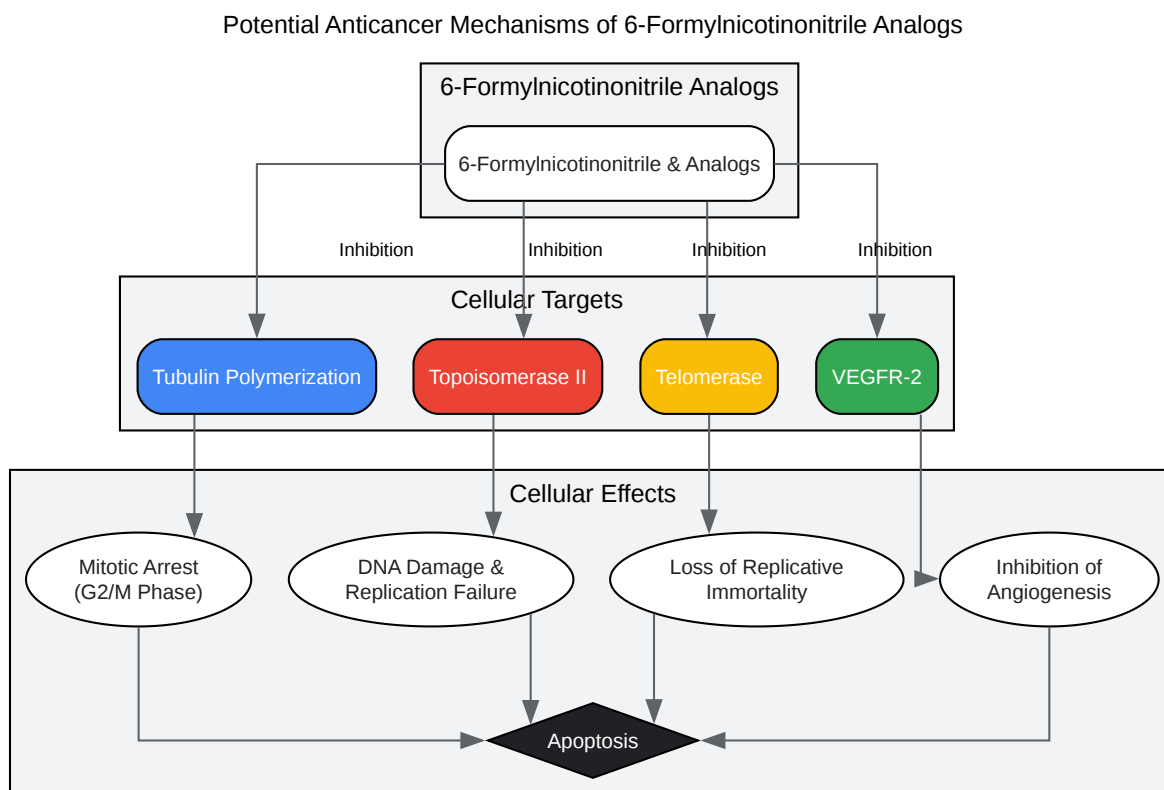 Potential Anticancer Mechanisms of 6-Formylnicotinonitrile Analogs
6-Formylnicotinonitrile Analogs
6-Formylnicotinonitrile & Analogs
Inhibition
Inhibition
Inhibition
Inhibition
Cellular Targets
Tubulin Polymerization
Topoisomerase II
Telomerase
VEGFR-2
Cellular Effects
Mitotic Arrest
(G2/M Phase)
DNA Damage &
Replication Failure
Loss of Replicative
Immortality
Inhibition of
Angiogenesis
Apoptosis